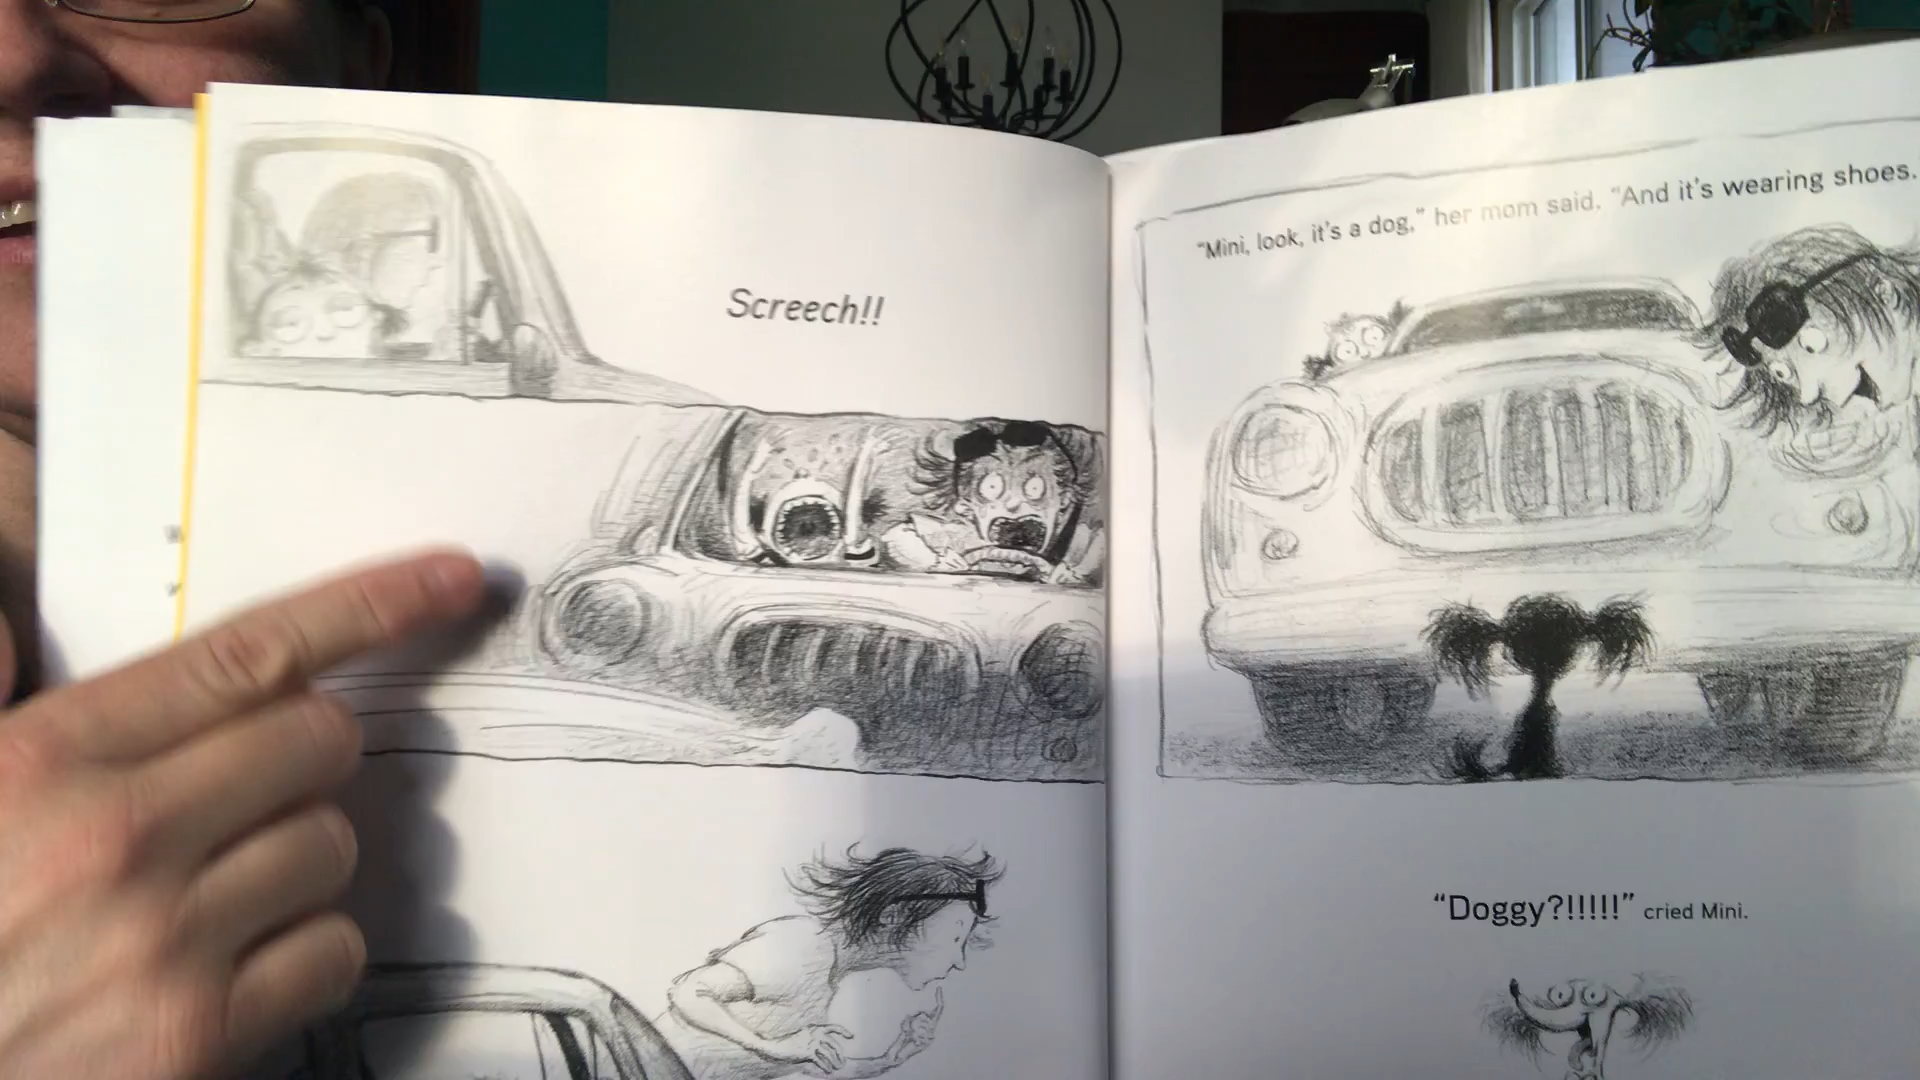 Screech!!
"Mini, look, it's a dog," her mom said. "And it's wearing shoes.
"Doggy?!!!!!" cried Mini.